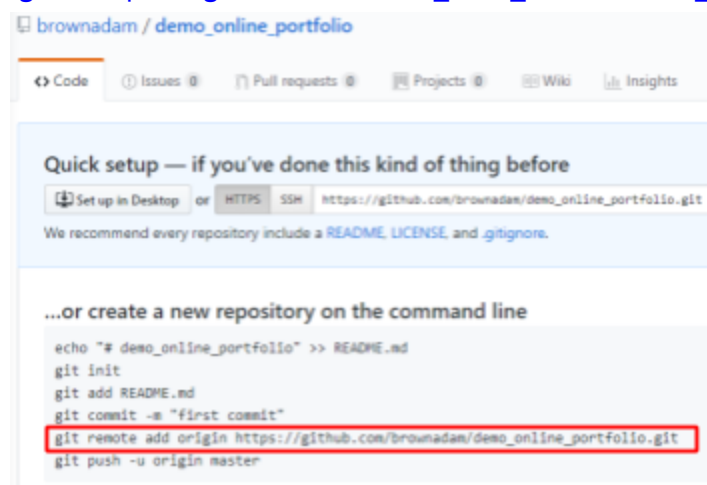 brownadam / demo_online_portfolio
Code Issues 0 Pull requests 0 Projects 0 Wiki Insights
Quick setup — if you've done this kind of thing before
Set up in Desktop or HTTPS SSH https://github.com/brownadam/demo_online_portfolio.git
We recommend every repository include a README, LICENSE, and .gitignore.
...or create a new repository on the command line
echo "# demo_online_portfolio" >> README.md
git init
git add README.md
git commit -m "first commit"
git remote add origin https://github.com/brownadam/demo_online_portfolio.git
git push -u origin master